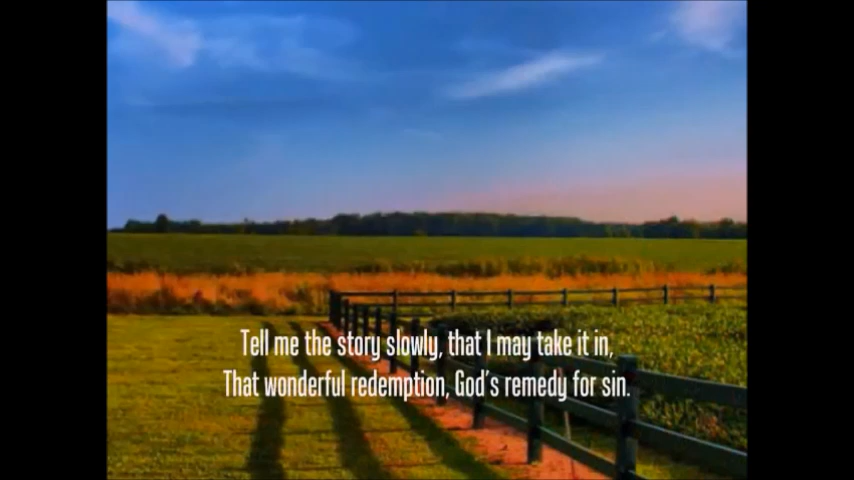 Tell me the story slowly, that I may take it in,
That wonderful redemption, God's remedy for sin.